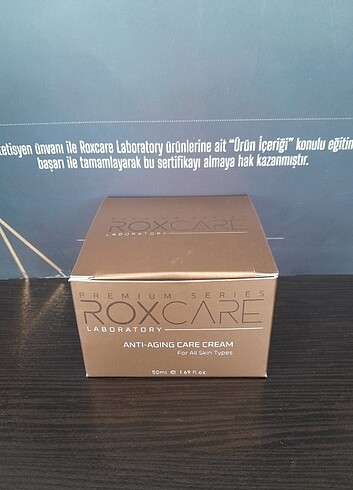 ketisyen ünvanı ile Roxcare Laboratory ürünlerine ait “Ürün İçeriği” konulu eğitim
başarı ile tamamlayarak bu sertifikayı almaya hak kazanmıştır.
ROXCARE
LABORATORY
PREMIUM SERIES
ROXCARE
LABORATORY
ANTI-AGING CARE CREAM
For All Skin Types
50ml ℮ 1.69 fl.oz.